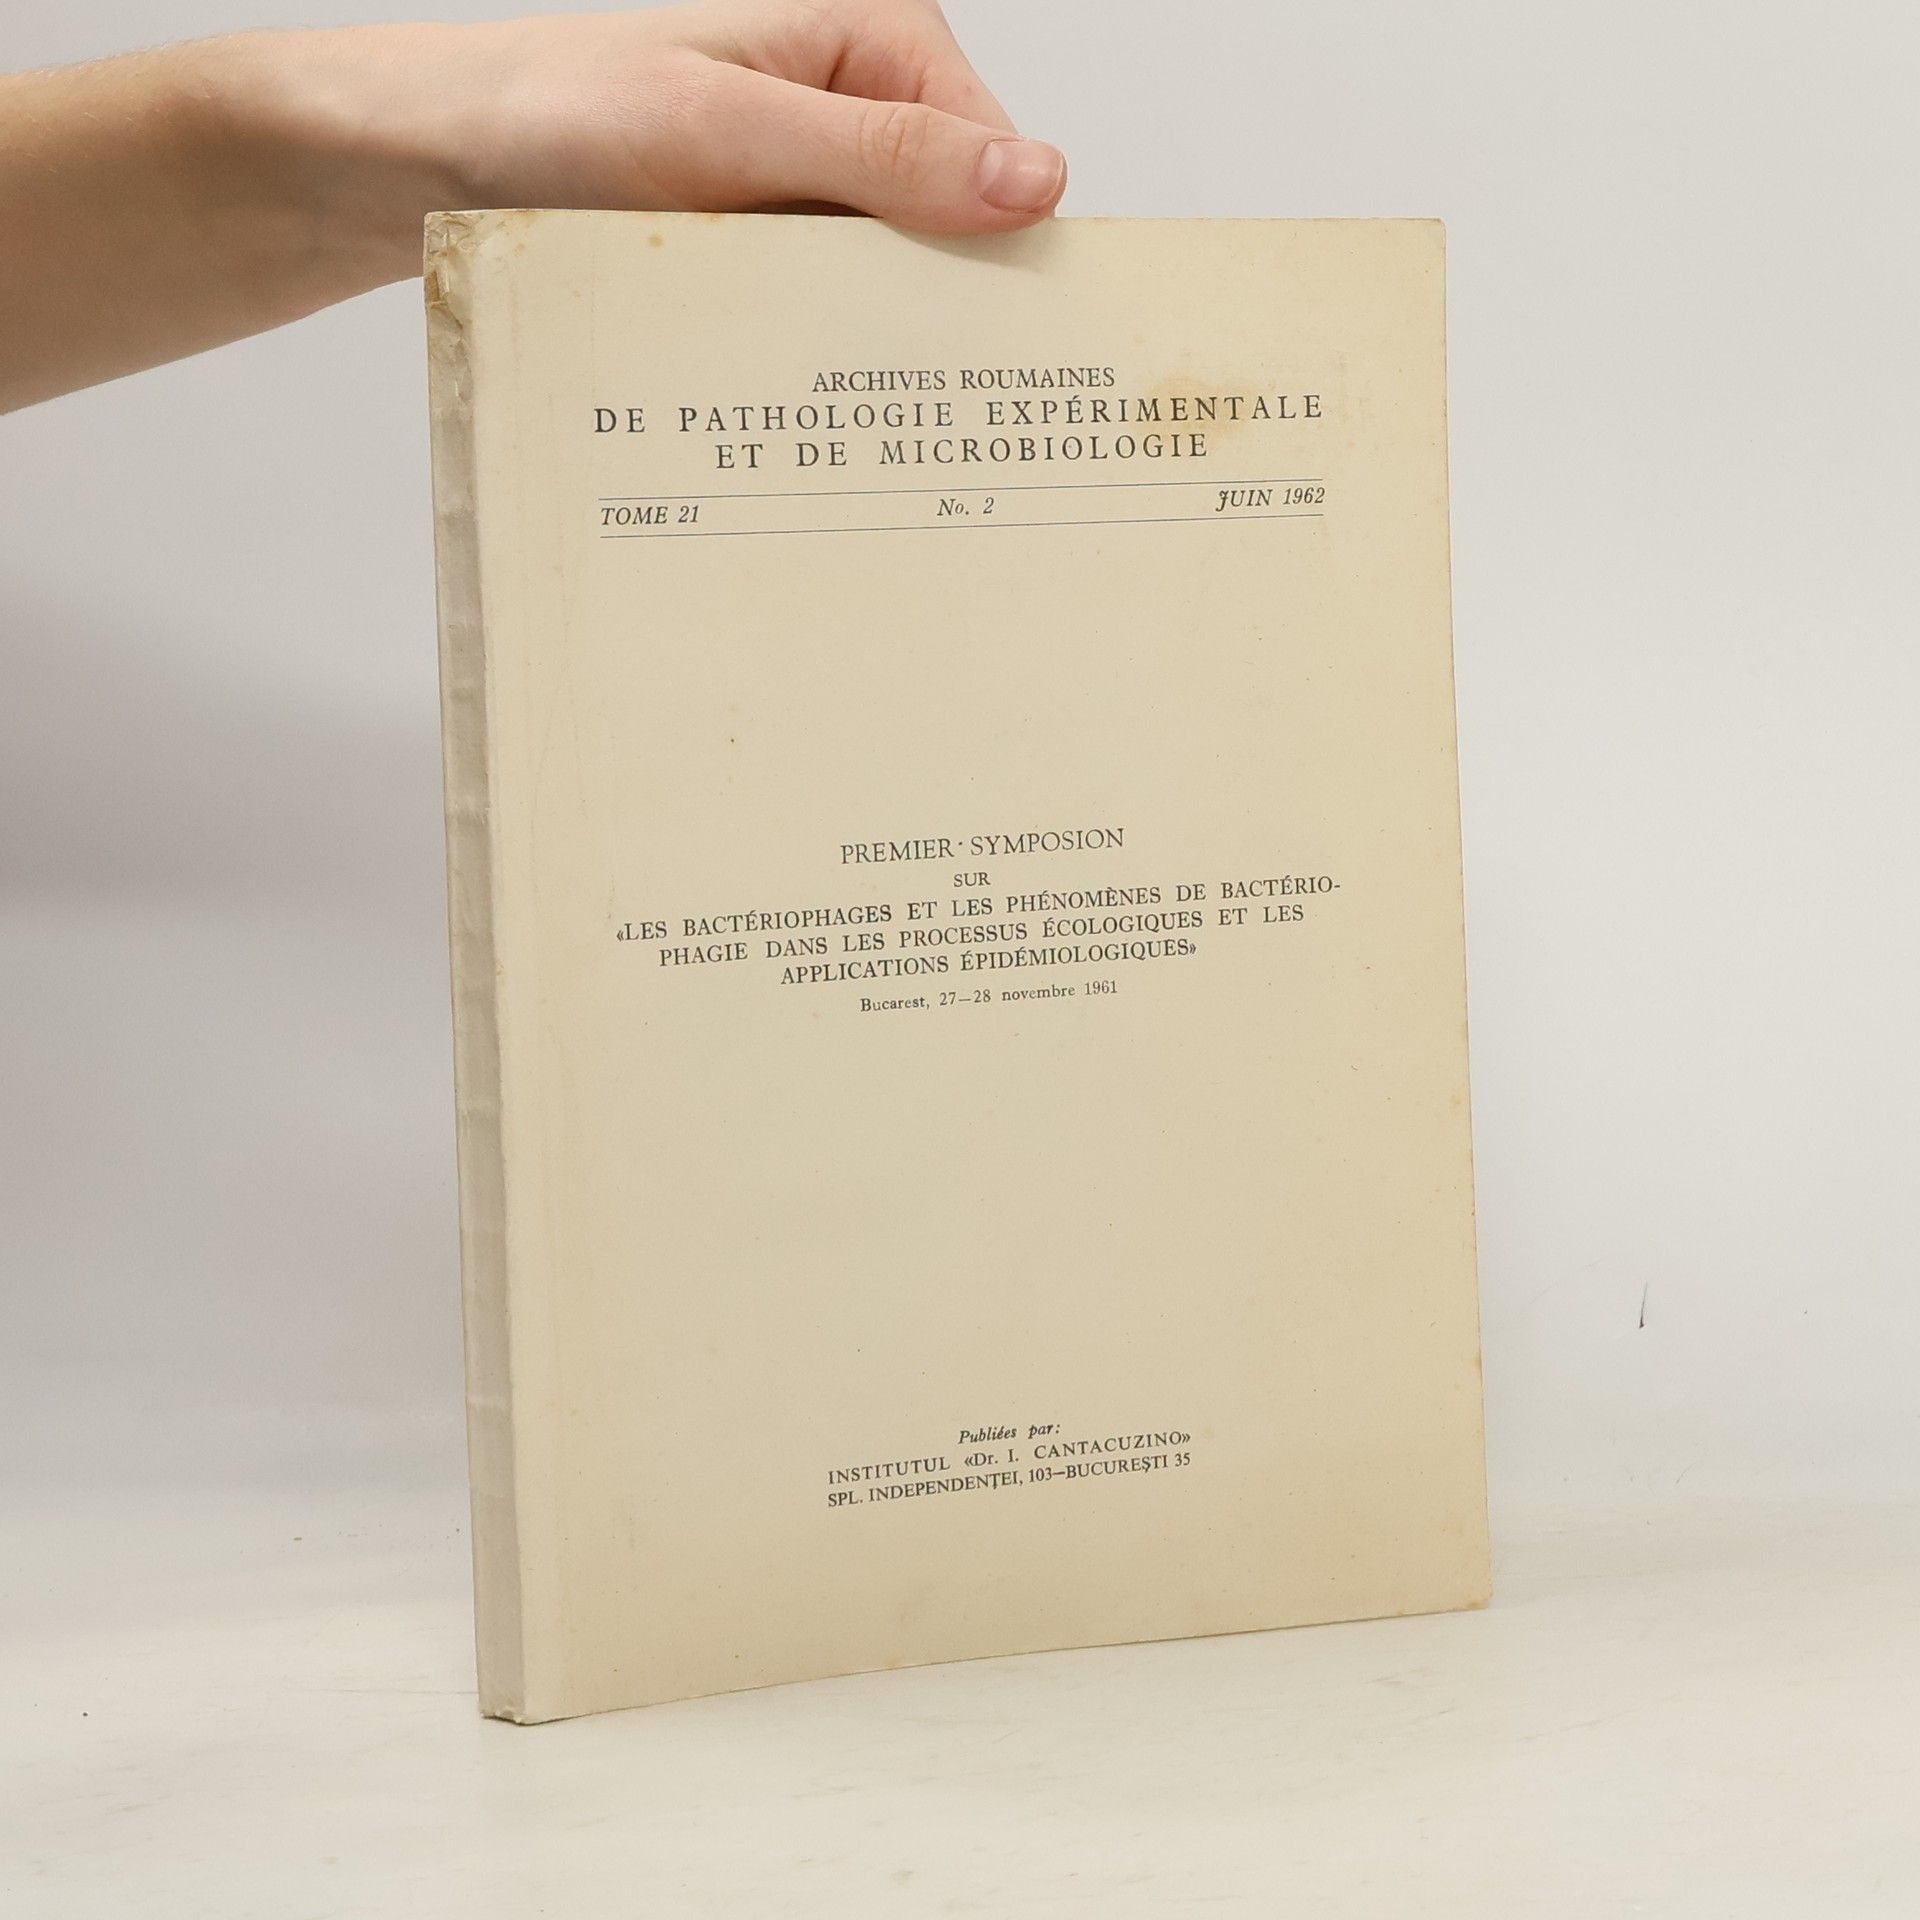 ARCHIVES ROUMAINES
DE PATHOLOGIE EXPÉRIMENTALE
ET DE MICROBIOLOGIE
TOME 21 No. 2 JUIN 1962
PREMIER SYMPOSION
SUR
«LES BACTÉRIOPHAGES ET LES PHÉNOMÈNES DE BACTÉRIO-
PHAGIE DANS LES PROCESSUS ÉCOLOGIQUES ET LES
APPLICATIONS ÉPIDÉMIOLOGIQUES»
Bucarest, 27—28 novembre 1961
Publiées par:
INSTITUTUL «Dr. I. CANTACUZINO»
SPL. INDEPENDENȚEI, 103—BUCUREȘTI 35